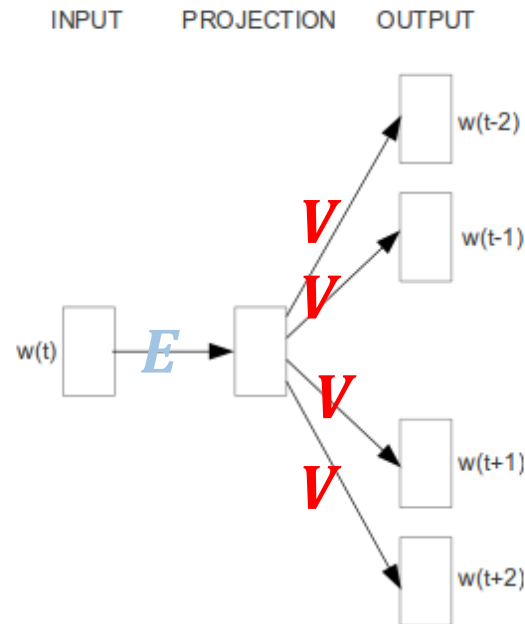 INPUT PROJECTION OUTPUT
w(t-2)
V
w(t-1)
V
w(t) E
V
w(t+1)
V
w(t+2)